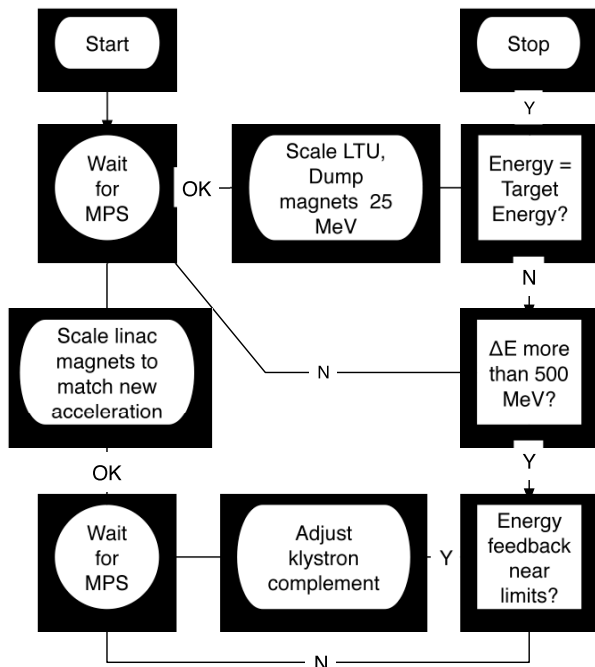 Start
Stop
Y
Wait
for
MPS
OK
Scale LTU,
Dump
magnets 25
MeV
Energy =
Target
Energy?
N
Scale linac
magnets to
match new
acceleration
N
ΔE more
than 500
MeV?
OK
Y
Wait
for
MPS
Adjust
klystron
complement
Y
Energy
feedback
near
limits?
N